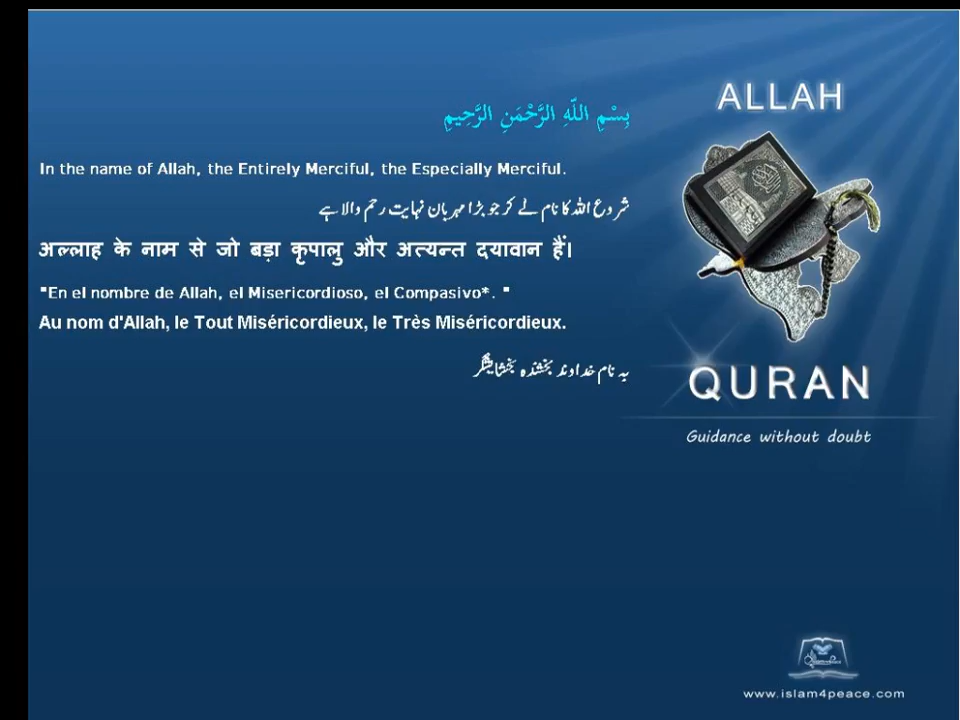 بِسْمِ اللَّهِ الرَّحْمَنِ الرَّحِيمِ
In the name of Allah, the Entirely Merciful, the Especially Merciful.
شروع اللہ کا نام لے کر جو بڑا مہربان نہایت رحم والا ہے
अल्लाह के नाम से जो बड़ा कृपालु और अत्यन्त दयावान हैं।
"En el nombre de Allah, el Misericordioso, el Compasivo*. "
Au nom d'Allah, le Tout Miséricordieux, le Très Miséricordieux.
به نام خداوند بخشنده بخشایشگر
ALLAH
QURAN
Guidance without doubt
www.islam4peace.com